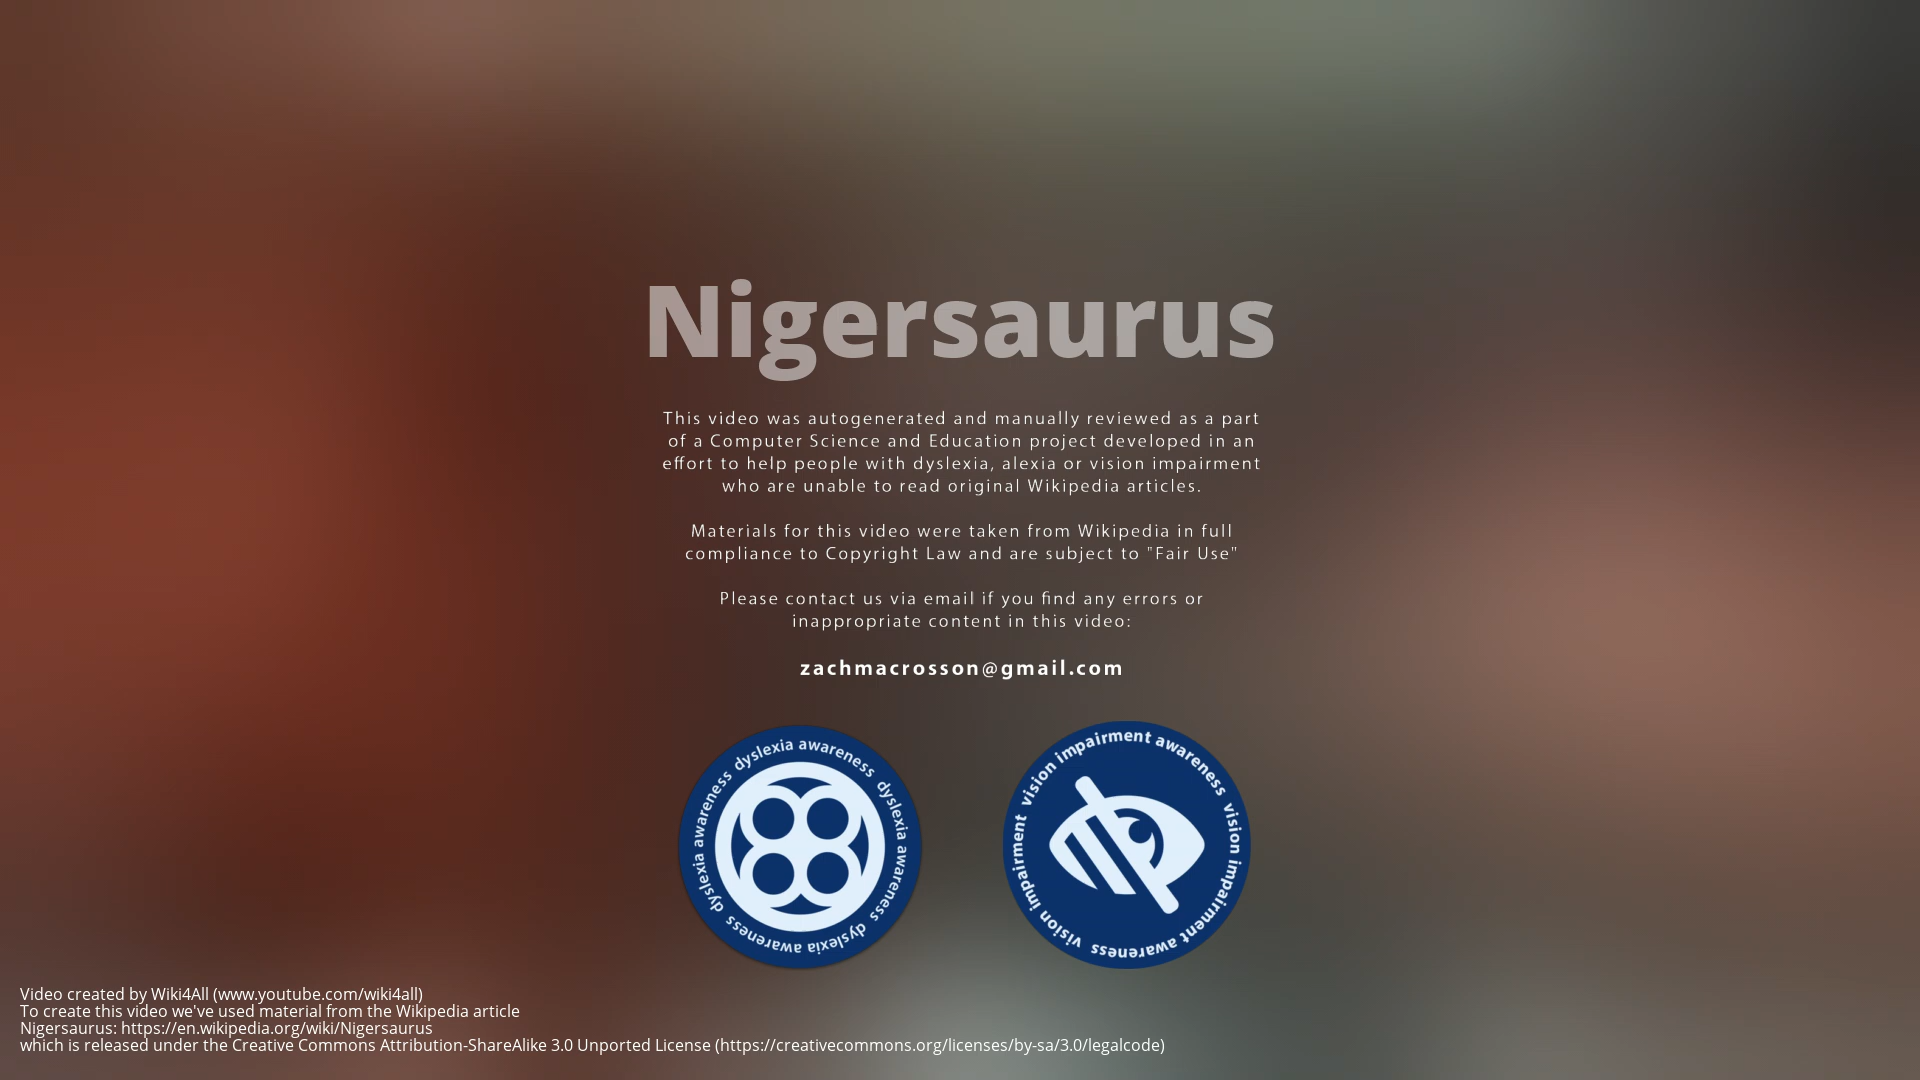 Nigersaurus
This video was autogenerated and manually reviewed as a part
of a Computer Science and Education project developed in an
effort to help people with dyslexia, alexia or vision impairment
who are unable to read original Wikipedia articles.
Materials for this video were taken from Wikipedia in full
compliance to Copyright Law and are subject to "Fair Use"
Please contact us via email if you find any errors or
inappropriate content in this video:
zachmacrosson@gmail.com
dyslexia awareness dyslexia awareness dyslexia awareness dyslexia awareness
vision impairment awareness vision impairment awareness vision impairment
Video created by Wiki4All (www.youtube.com/wiki4all)
To create this video we've used material from the Wikipedia article
Nigersaurus: https://en.wikipedia.org/wiki/Nigersaurus
which is released under the Creative Commons Attribution-ShareAlike 3.0 Unported License (https://creativecommons.org/licenses/by-sa/3.0/legalcode)